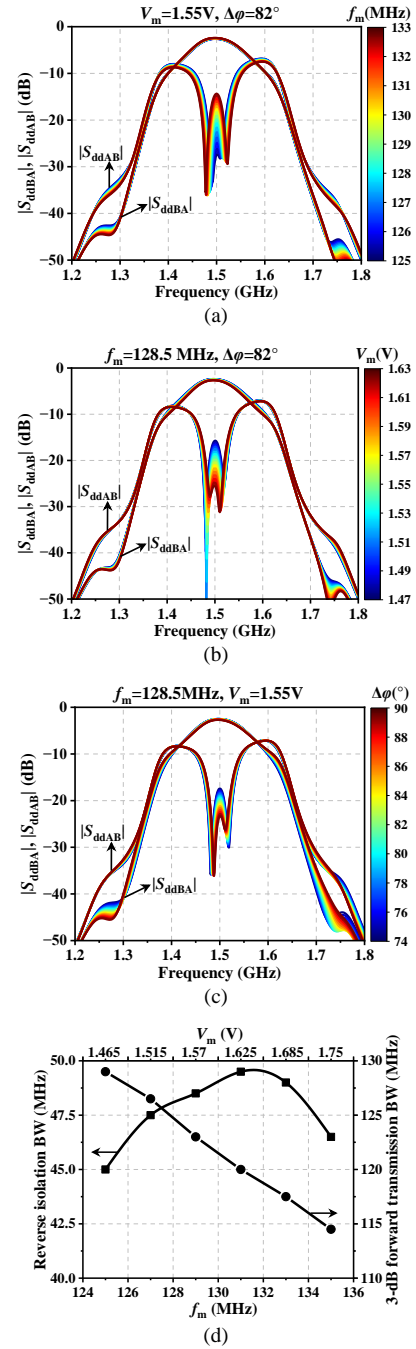 V_m=1.55V, Δφ=82°
f_m(MHz)
|S_ddBA|, |S_ddAB| (dB)
0
-10
-20
-30
-40
-50
|S_ddAB|
|S_ddBA|
133
132
131
130
129
128
127
126
125
1.2 1.3 1.4 1.5 1.6 1.7 1.8
Frequency (GHz)
(a)
f_m=128.5 MHz, Δφ=82°
V_m(V)
|S_ddBA|, |S_ddAB| (dB)
0
-10
-20
-30
-40
-50
|S_ddAB|
|S_ddBA|
1.63
1.61
1.59
1.57
1.55
1.53
1.51
1.49
1.47
1.2 1.3 1.4 1.5 1.6 1.7 1.8
Frequency (GHz)
(b)
f_m=128.5MHz, V_m=1.55V
Δφ(°)
|S_ddBA|, |S_ddAB| (dB)
0
-10
-20
-30
-40
-50
|S_ddAB|
|S_ddBA|
90
88
86
84
82
80
78
76
74
1.2 1.3 1.4 1.5 1.6 1.7 1.8
Frequency (GHz)
(c)
V_m (V)
1.465 1.515 1.57 1.625 1.685 1.75
Reverse isolation BW (MHz)
50.0
47.5
45.0
42.5
40.0
130
125
120
115
110
3-dB forward transmission BW (MHz)
124 126 128 130 132 134 136
f_m (MHz)
(d)